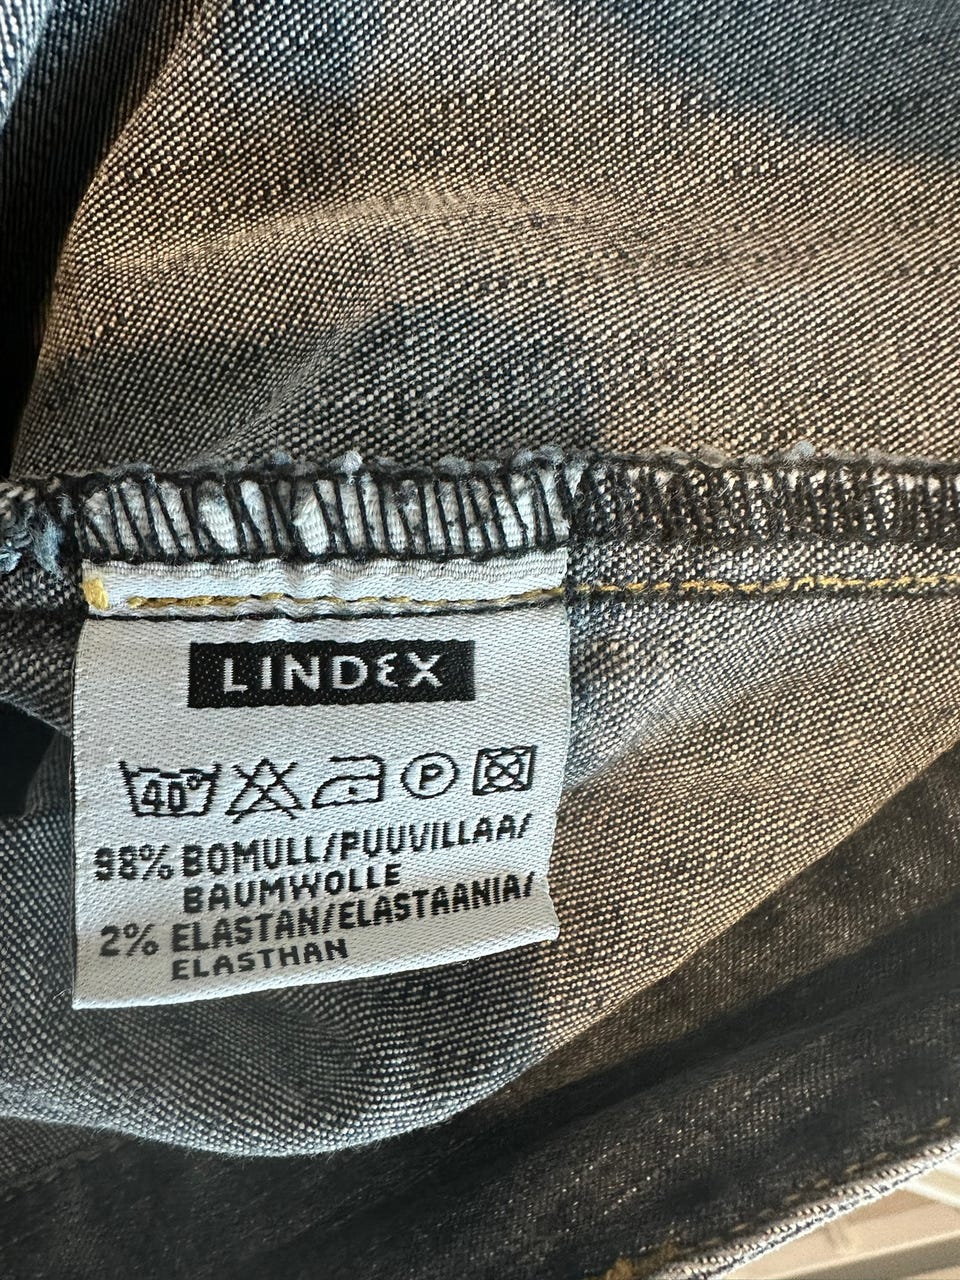 LINDEX
40° P
98% BOMULL/PUUVILLAA/
BAUMWOLLE
2% ELASTAN/ELASTAANIA/
ELASTHAN